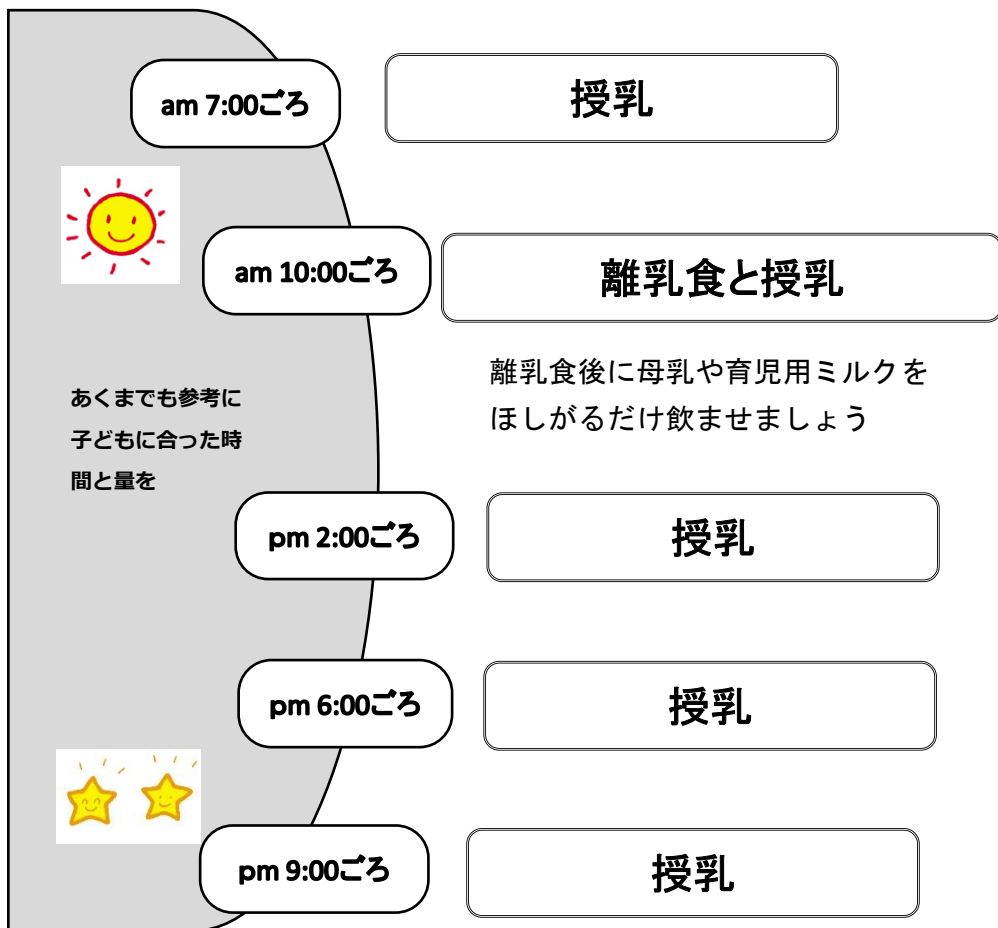 am 7:00ごろ
授乳
am 10:00ごろ
離乳食と授乳
離乳食後に母乳や育児用ミルクを
ほしがるだけ飲ませましょう
あくまでも参考に
子どもに合った時
間と量を
pm 2:00ごろ
授乳
pm 6:00ごろ
授乳
pm 9:00ごろ
授乳